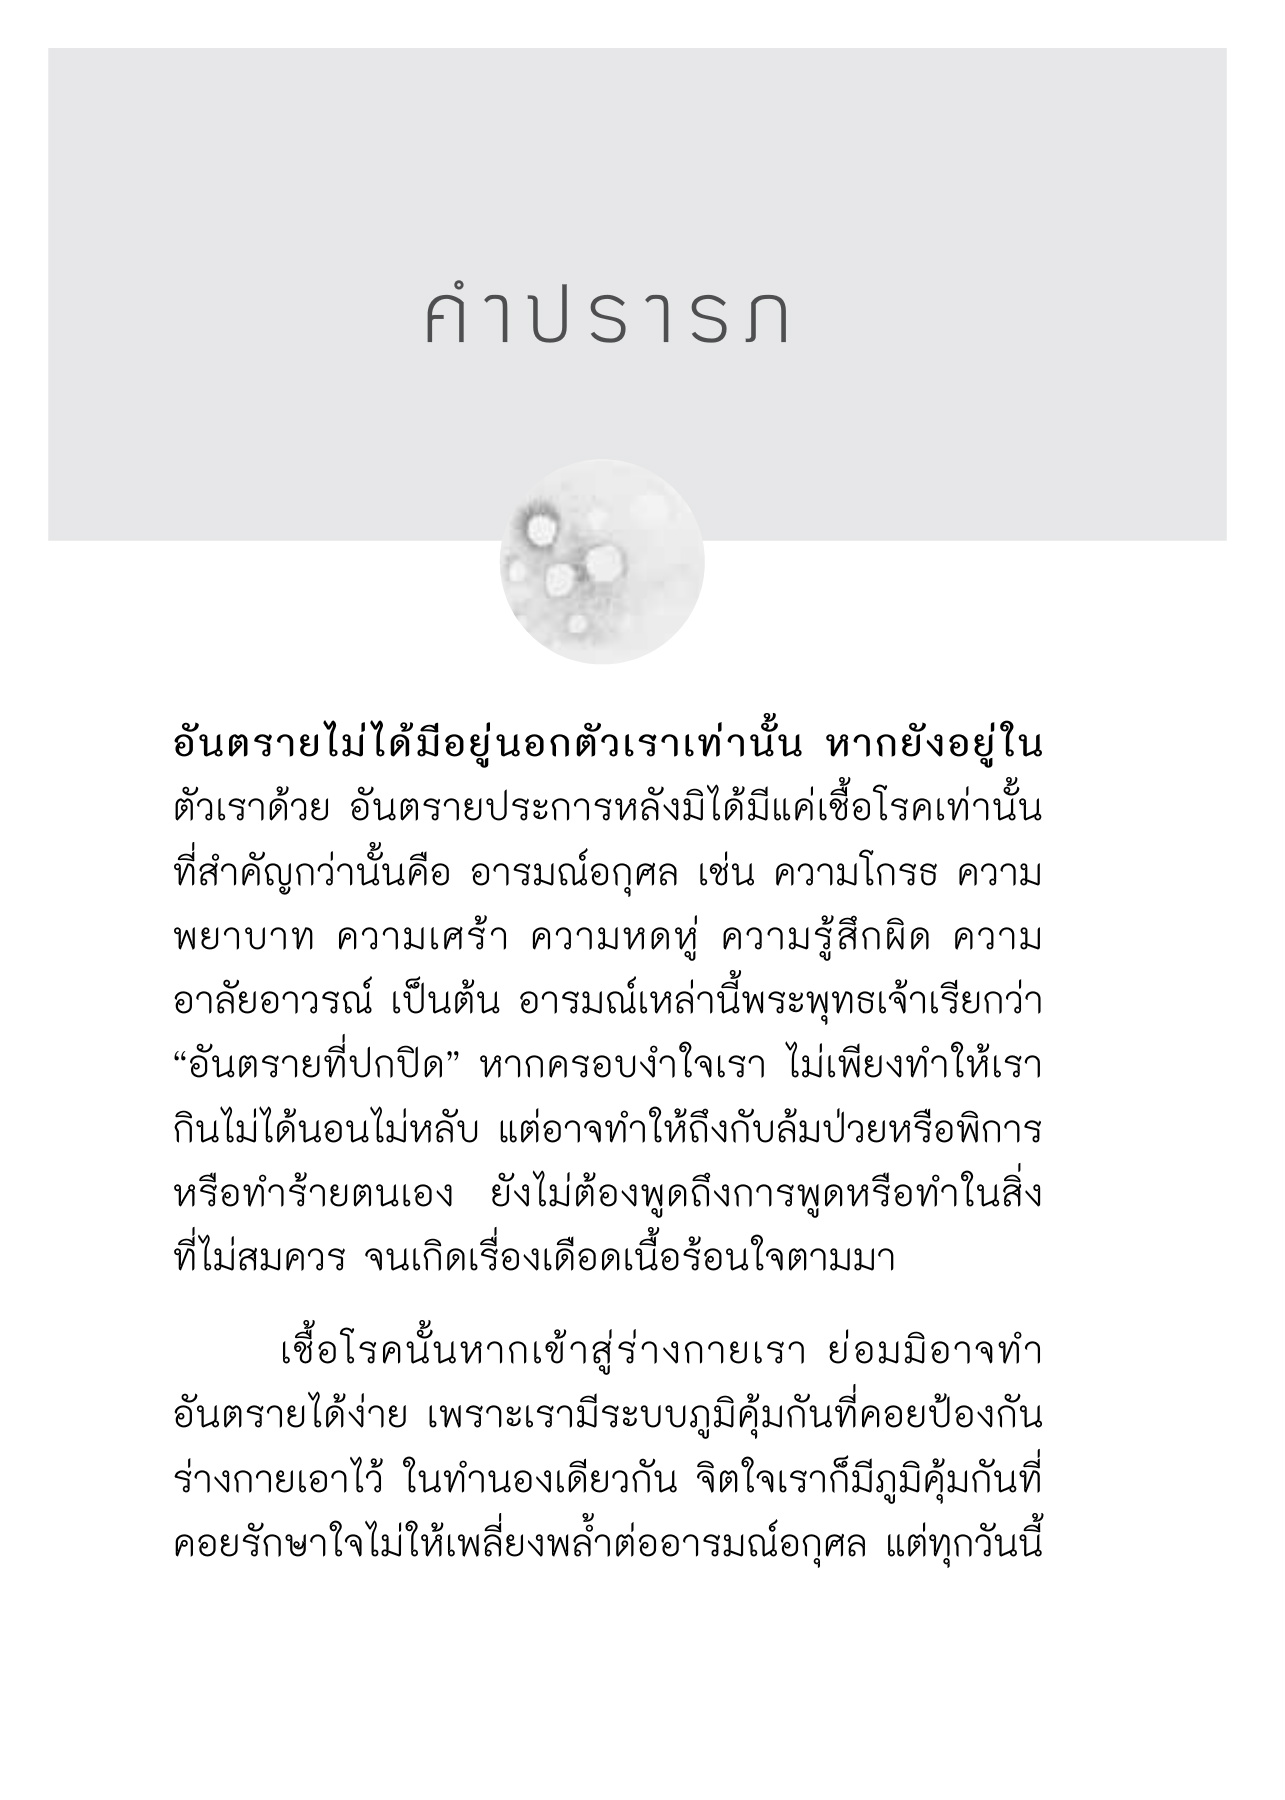 คำปรารภ
อันตรายไม่ได้มีอยู่นอกตัวเราเท่านั้น หากยังอยู่ใน
ตัวเราด้วย อันตรายประการหลังมิได้มีแค่เชื้อโรคเท่านั้น
ที่สำคัญกว่านั้นคือ อารมณ์อกุศล เช่น ความโกรธ ความ
พยาบาท ความเศร้า ความหดหู่ ความรู้สึกผิด ความ
อาลัยอาวรณ์ เป็นต้น อารมณ์เหล่านี้พระพุทธเจ้าเรียกว่า
“อันตรายที่ปกปิด” หากครอบงำใจเรา ไม่เพียงทำให้เรา
กินไม่ได้นอนไม่หลับ แต่อาจทำให้ถึงกับล้มป่วยหรือพิการ
หรือทำร้ายตนเอง ยังไม่ต้องพูดถึงการพูดหรือทำในสิ่ง
ที่ไม่สมควร จนเกิดเรื่องเดือดเนื้อร้อนใจตามมา
เชื้อโรคนั้นหากเข้าสู่ร่างกายเรา ย่อมมิอาจทำ
อันตรายได้ง่าย เพราะเรามีระบบภูมิคุ้มกันที่คอยป้องกัน
ร่างกายเอาไว้ ในทำนองเดียวกัน จิตใจเราก็มีภูมิคุ้มกันที่
คอยรักษาใจไม่ให้เพลี่ยงพล้ำต่ออารมณ์อกุศล แต่ทุกวันนี้